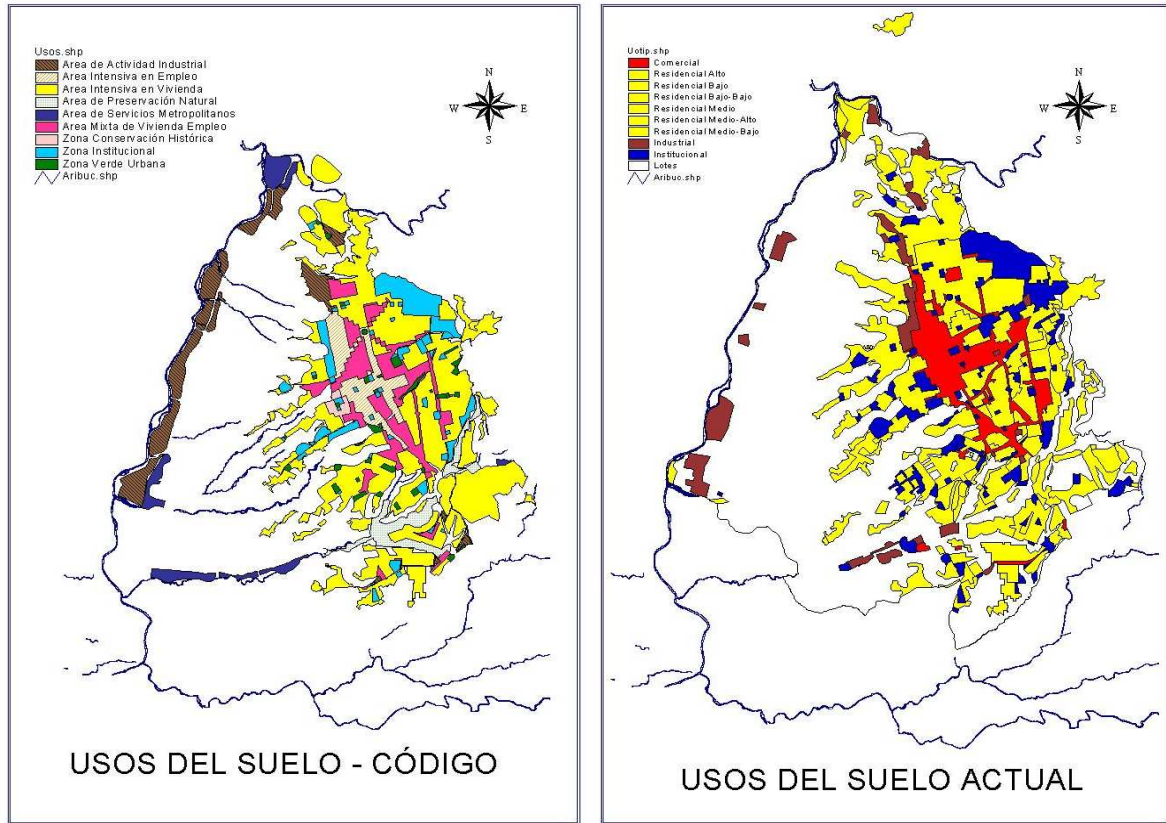 Usos.shp
Area de Actividad Industrial
Area Intensiva en Empleo
Area Intensiva en Vivienda
Area de Preservación Natural
Area de Servicios Metropolitanos
Area Mixta de Vivienda Empleo
Zona Conservación Histórica
Zona Institucional
Zona Verde Urbana
Aribuc.shp
N
W E
S
USOS DEL SUELO - CÓDIGO
Uotip.shp
Comercial
Residencial Alto
Residencial Bajo
Residencial Bajo-Bajo
Residencial Medio
Residencial Medio-Alto
Residencial Medio-Bajo
Industrial
Institucional
Lotes
Aribuc.shp
N
W E
S
USOS DEL SUELO ACTUAL